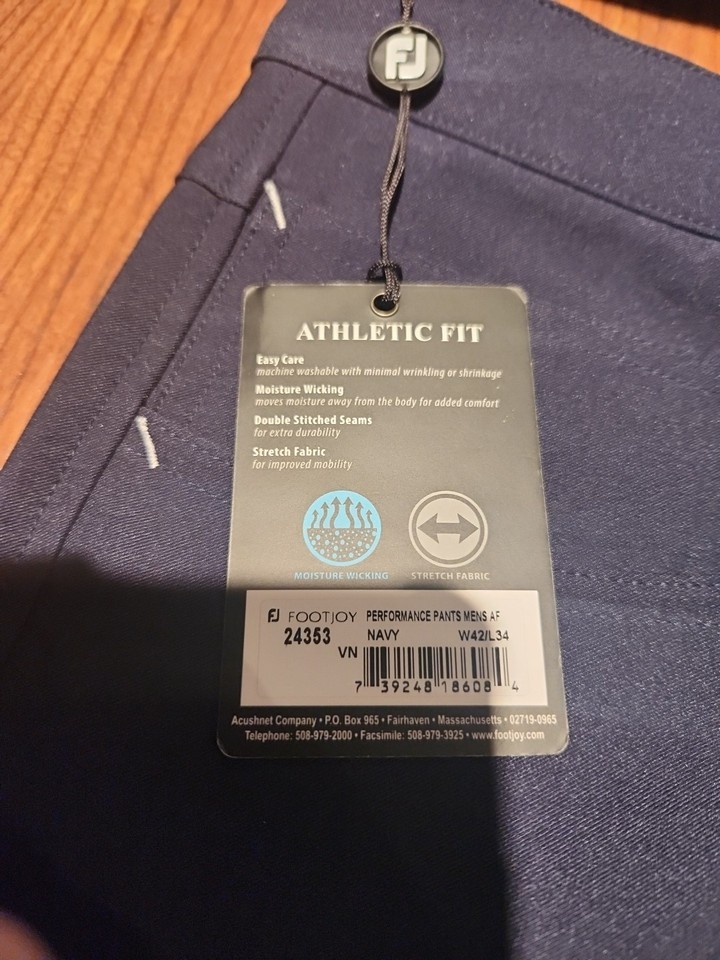 FJ
ATHLETIC FIT
Easy Care
machine washable with minimal wrinkling or shrinkage
Moisture Wicking
moves moisture away from the body for added comfort
Double Stitched Seams
for extra durability
Stretch Fabric
for improved mobility
MOISTURE WICKING STRETCH FABRIC
FJ FOOTJOY PERFORMANCE PANTS MENS AF
24353 NAVY W42/L34
VN
7 39248 18608 4
Acushnet Company • P.O. Box 965 • Fairhaven • Massachusetts • 02719-0965
Telephone: 508-979-2000 • Facsimile: 508-979-3925 • www.footjoy.com